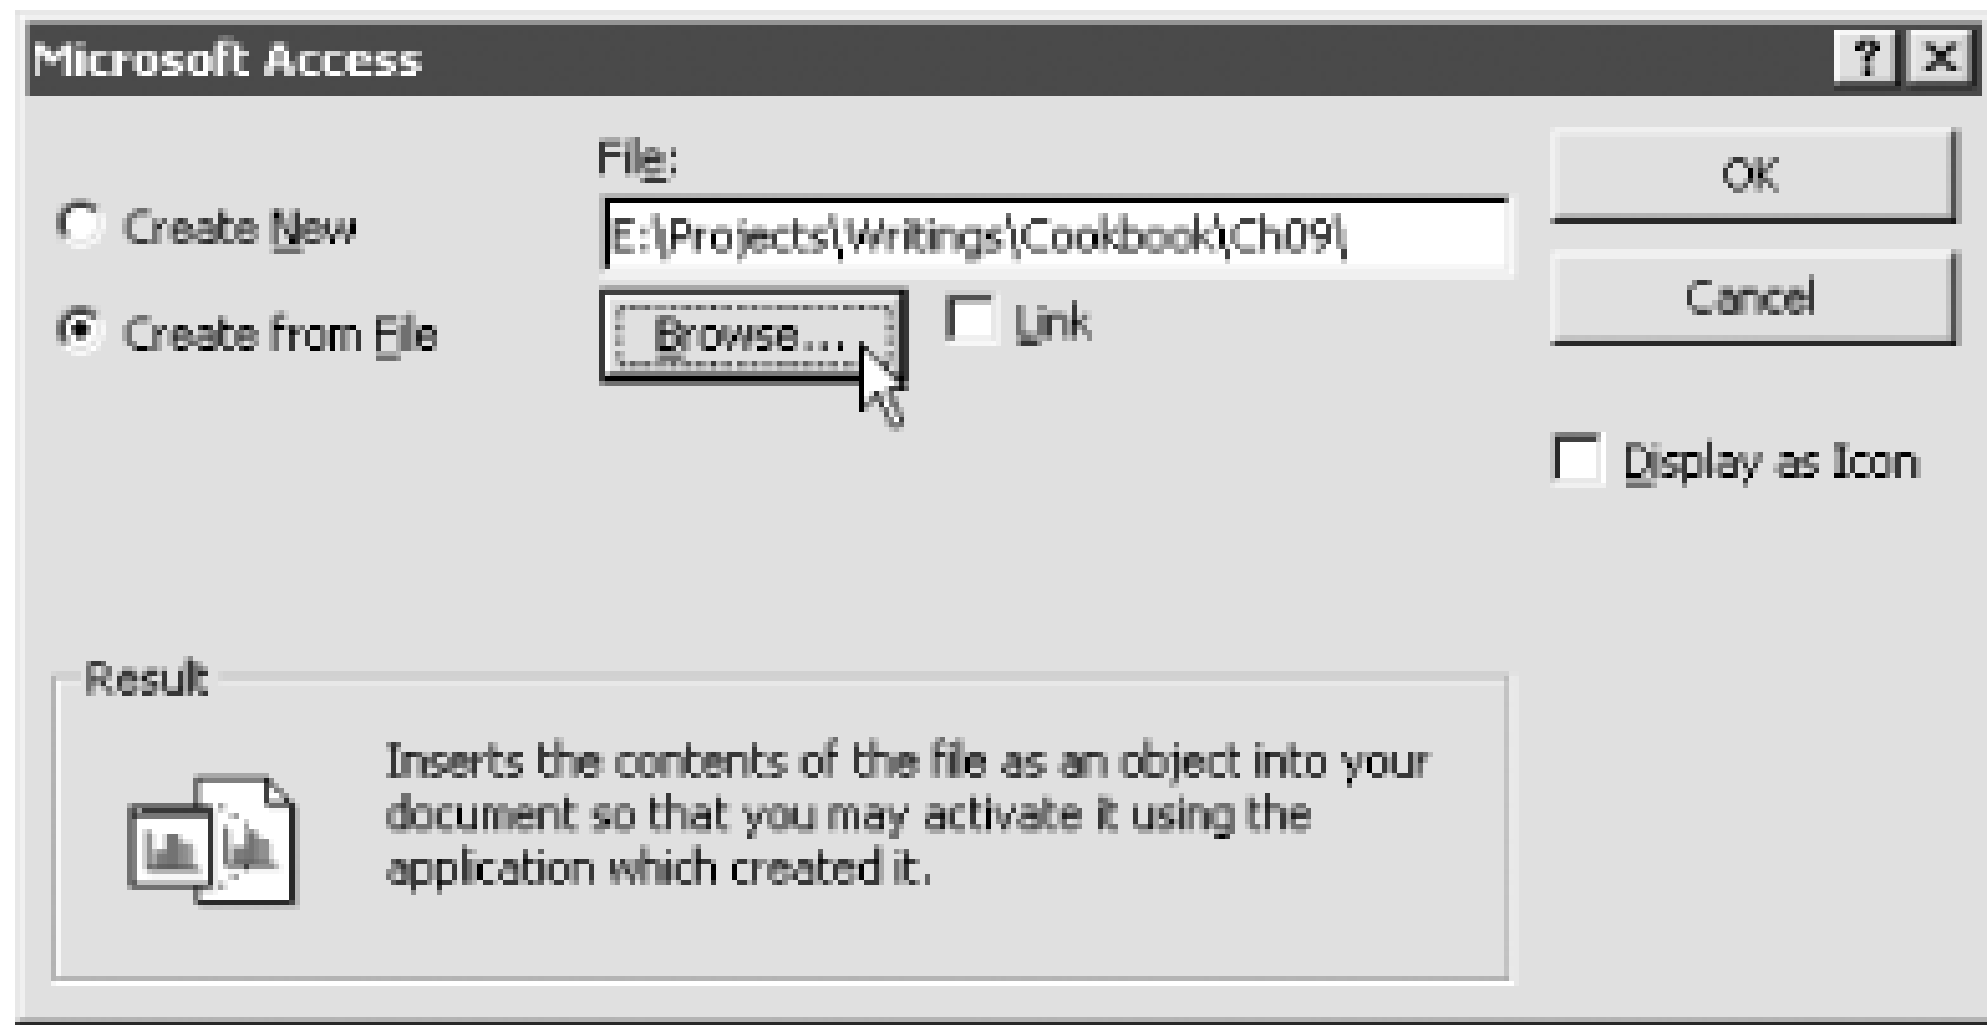 Microsoft Access
File:
Create New
E:\Projects\Writings\Cookbook\Ch09\
OK
Create from File
Browse...
Link
Cancel
Display as Icon
Result
Inserts the contents of the file as an object into your
document so that you may activate it using the
application which created it.